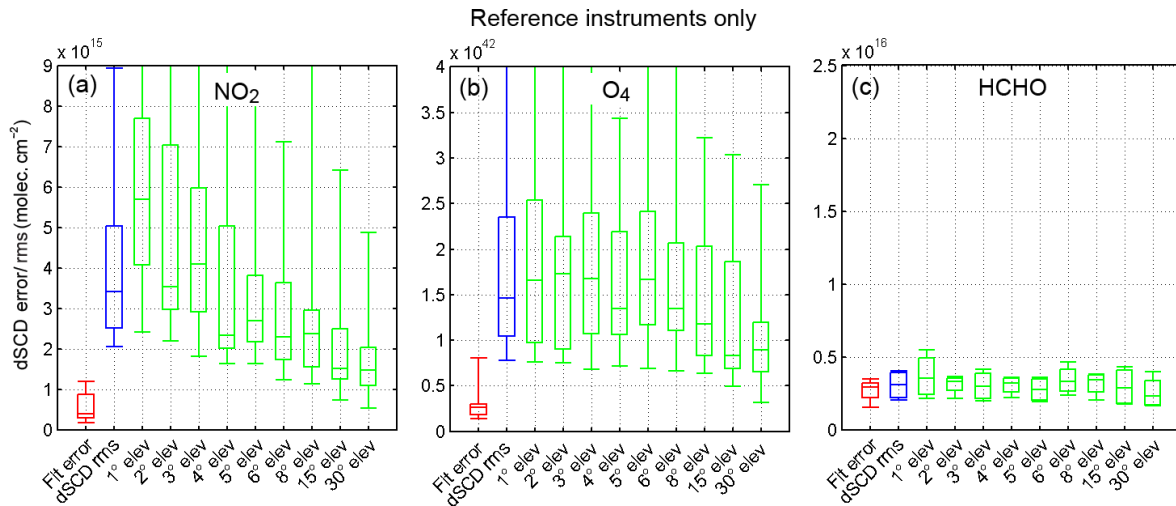 Reference instruments only
x 10^15
(a)
NO₂
dSCD error/ rms (molec. cm⁻²)
9
8
7
6
5
4
3
2
1
0
Fit error
dSCD rms
1° elev
2° elev
3° elev
4° elev
5° elev
6° elev
8° elev
15° elev
30° elev
x 10^42
(b)
O₄
4
3.5
3
2.5
2
1.5
1
0.5
0
Fit error
dSCD rms
1° elev
2° elev
3° elev
4° elev
5° elev
6° elev
8° elev
15° elev
30° elev
x 10^16
(c)
HCHO
2.5
2
1.5
1
0.5
0
Fit error
dSCD rms
1° elev
2° elev
3° elev
4° elev
5° elev
6° elev
8° elev
15° elev
30° elev